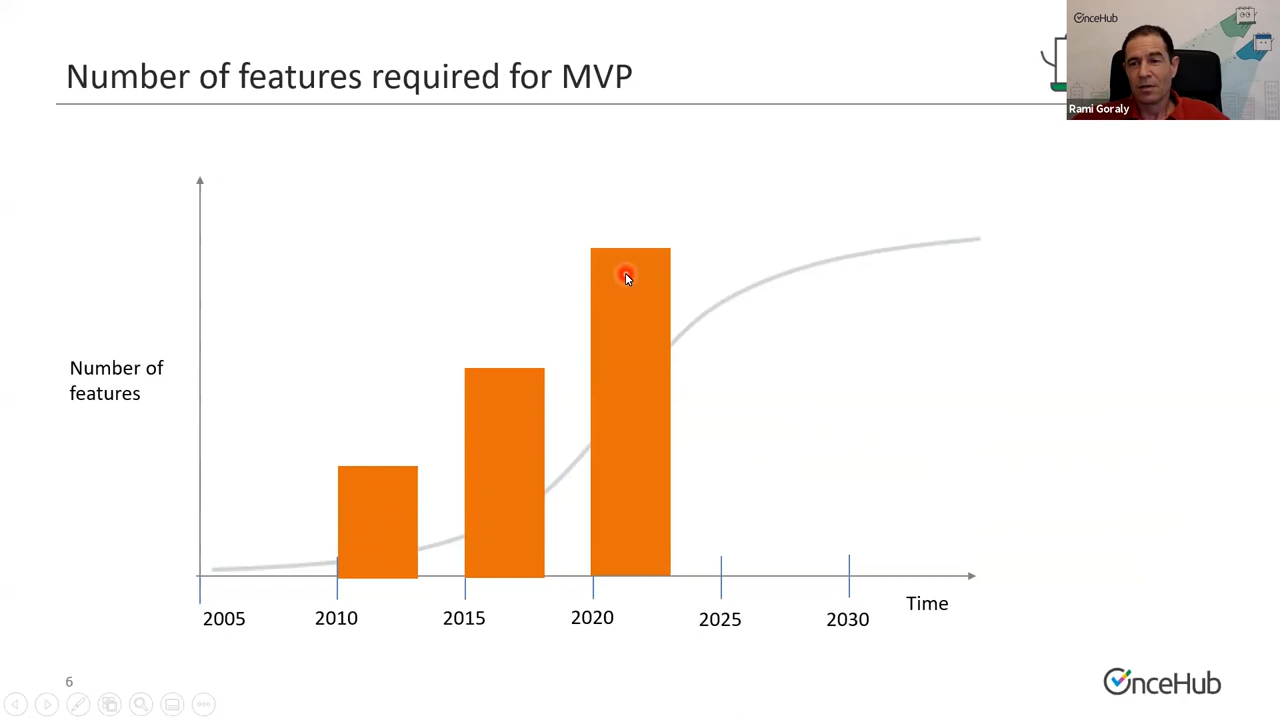 Number of features required for MVP
OnceHub
Rami Goraly
Number of
features
2005
2010
2015
2020
2025
2030
Time
6
OnceHub